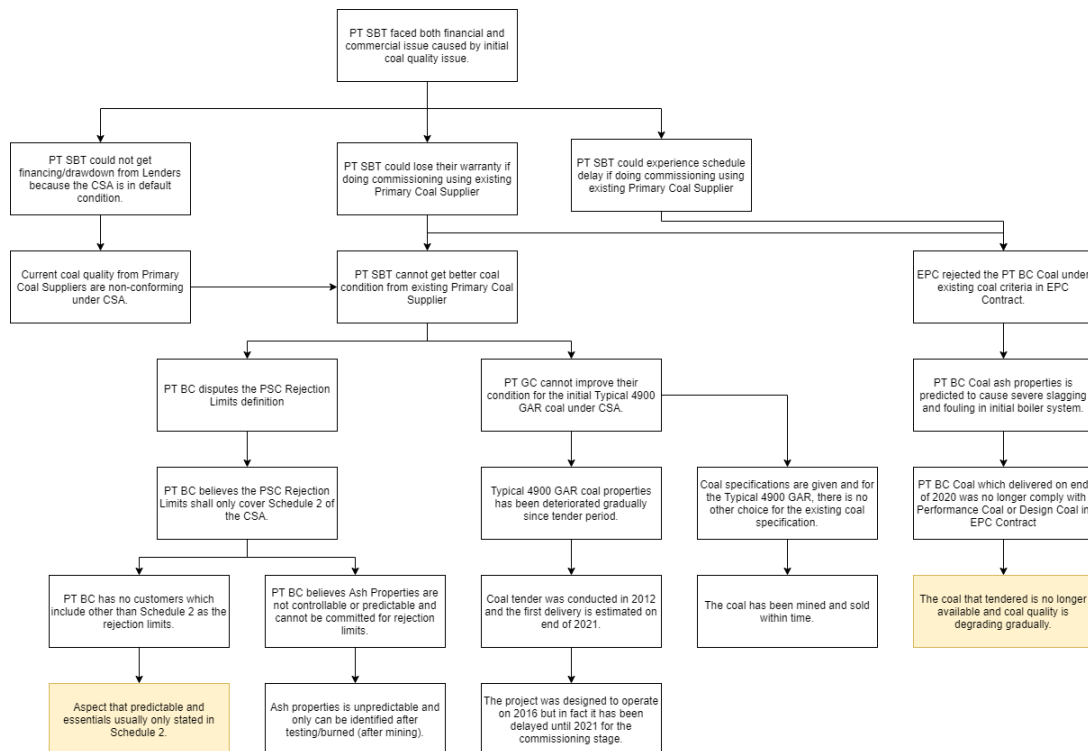 PT SBT faced both financial and
commercial issue caused by initial
coal quality issue.
PT SBT could not get
financing/drawdown from Lenders
because the CSA is in default
condition.
PT SBT could lose their warranty if
doing commissioning using existing
Primary Coal Supplier
PT SBT could experience schedule
delay if doing commissioning using
existing Primary Coal Supplier
Current coal quality from Primary
Coal Suppliers are non-conforming
under CSA.
PT SBT cannot get better coal
condition from existing Primary Coal
Supplier
EPC rejected the PT BC Coal under
existing coal criteria in EPC
Contract.
PT BC disputes the PSC Rejection
Limits definition
PT GC cannot improve their
condition for the initial Typical 4900
GAR coal under CSA.
PT BC Coal ash properties is
predicted to cause severe slagging
and fouling in initial boiler system.
PT BC believes the PSC Rejection
Limits shall only cover Schedule 2 of
the CSA.
Typical 4900 GAR coal properties
has been deteriorated gradually
since tender period.
Coal specifications are given and for
the Typical 4900 GAR, there is no
other choice for the existing coal
specification.
PT BC Coal which delivered on end
of 2020 was no longer comply with
Performance Coal or Design Coal in
EPC Contract
PT BC has no customers which
include other than Schedule 2 as the
rejection limits.
PT BC believes Ash Properties are
not controllable or predictable and
cannot be committed for rejection
limits.
Coal tender was conducted in 2012
and the first delivery is estimated on
end of 2021.
The coal has been mined and sold
within time.
The coal that tendered is no longer
available and coal quality is
degrading gradually.
Aspect that predictable and
essentials usually only stated in
Schedule 2.
Ash properties is unpredictable and
only can be identified after
testing/burned (after mining).
The project was designed to operate
on 2016 but in fact it has been
delayed until 2021 for the
commissioning stage.